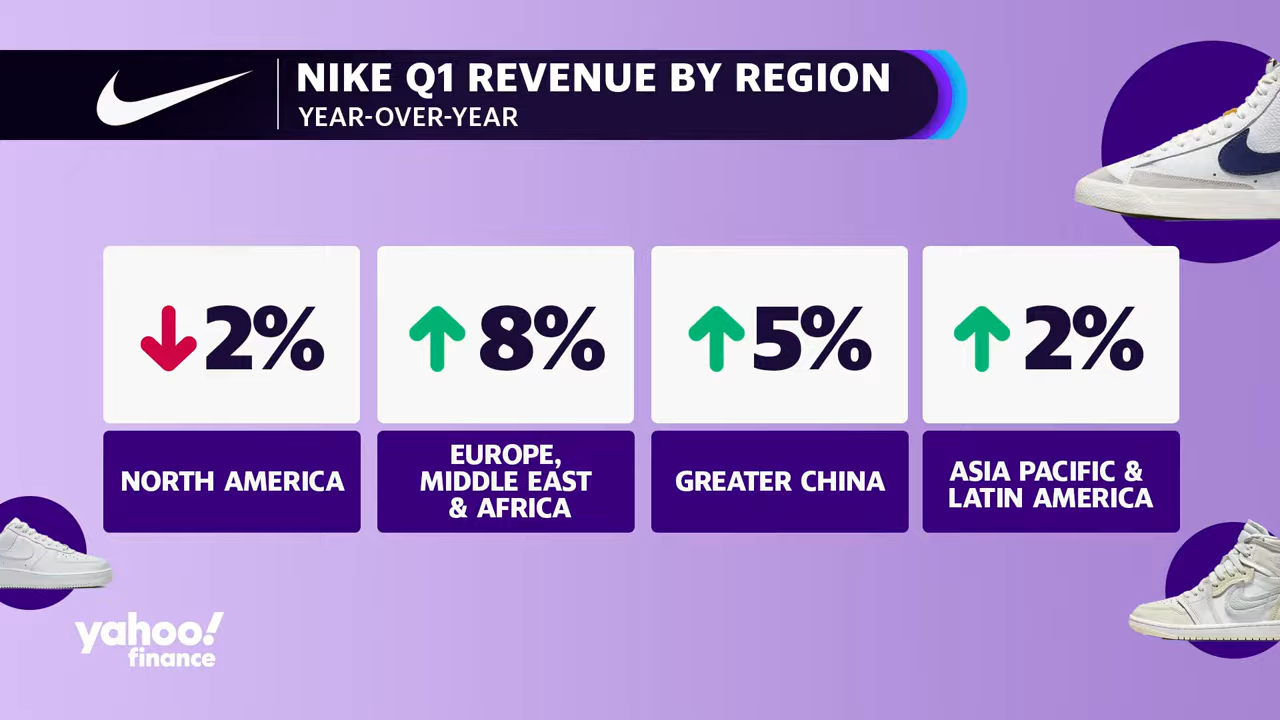 NIKE Q1 REVENUE BY REGION
YEAR-OVER-YEAR
2%
8%
5%
2%
NORTH AMERICA
EUROPE,
MIDDLE EAST
& AFRICA
GREATER CHINA
ASIA PACIFIC &
LATIN AMERICA
yahoo!
finance